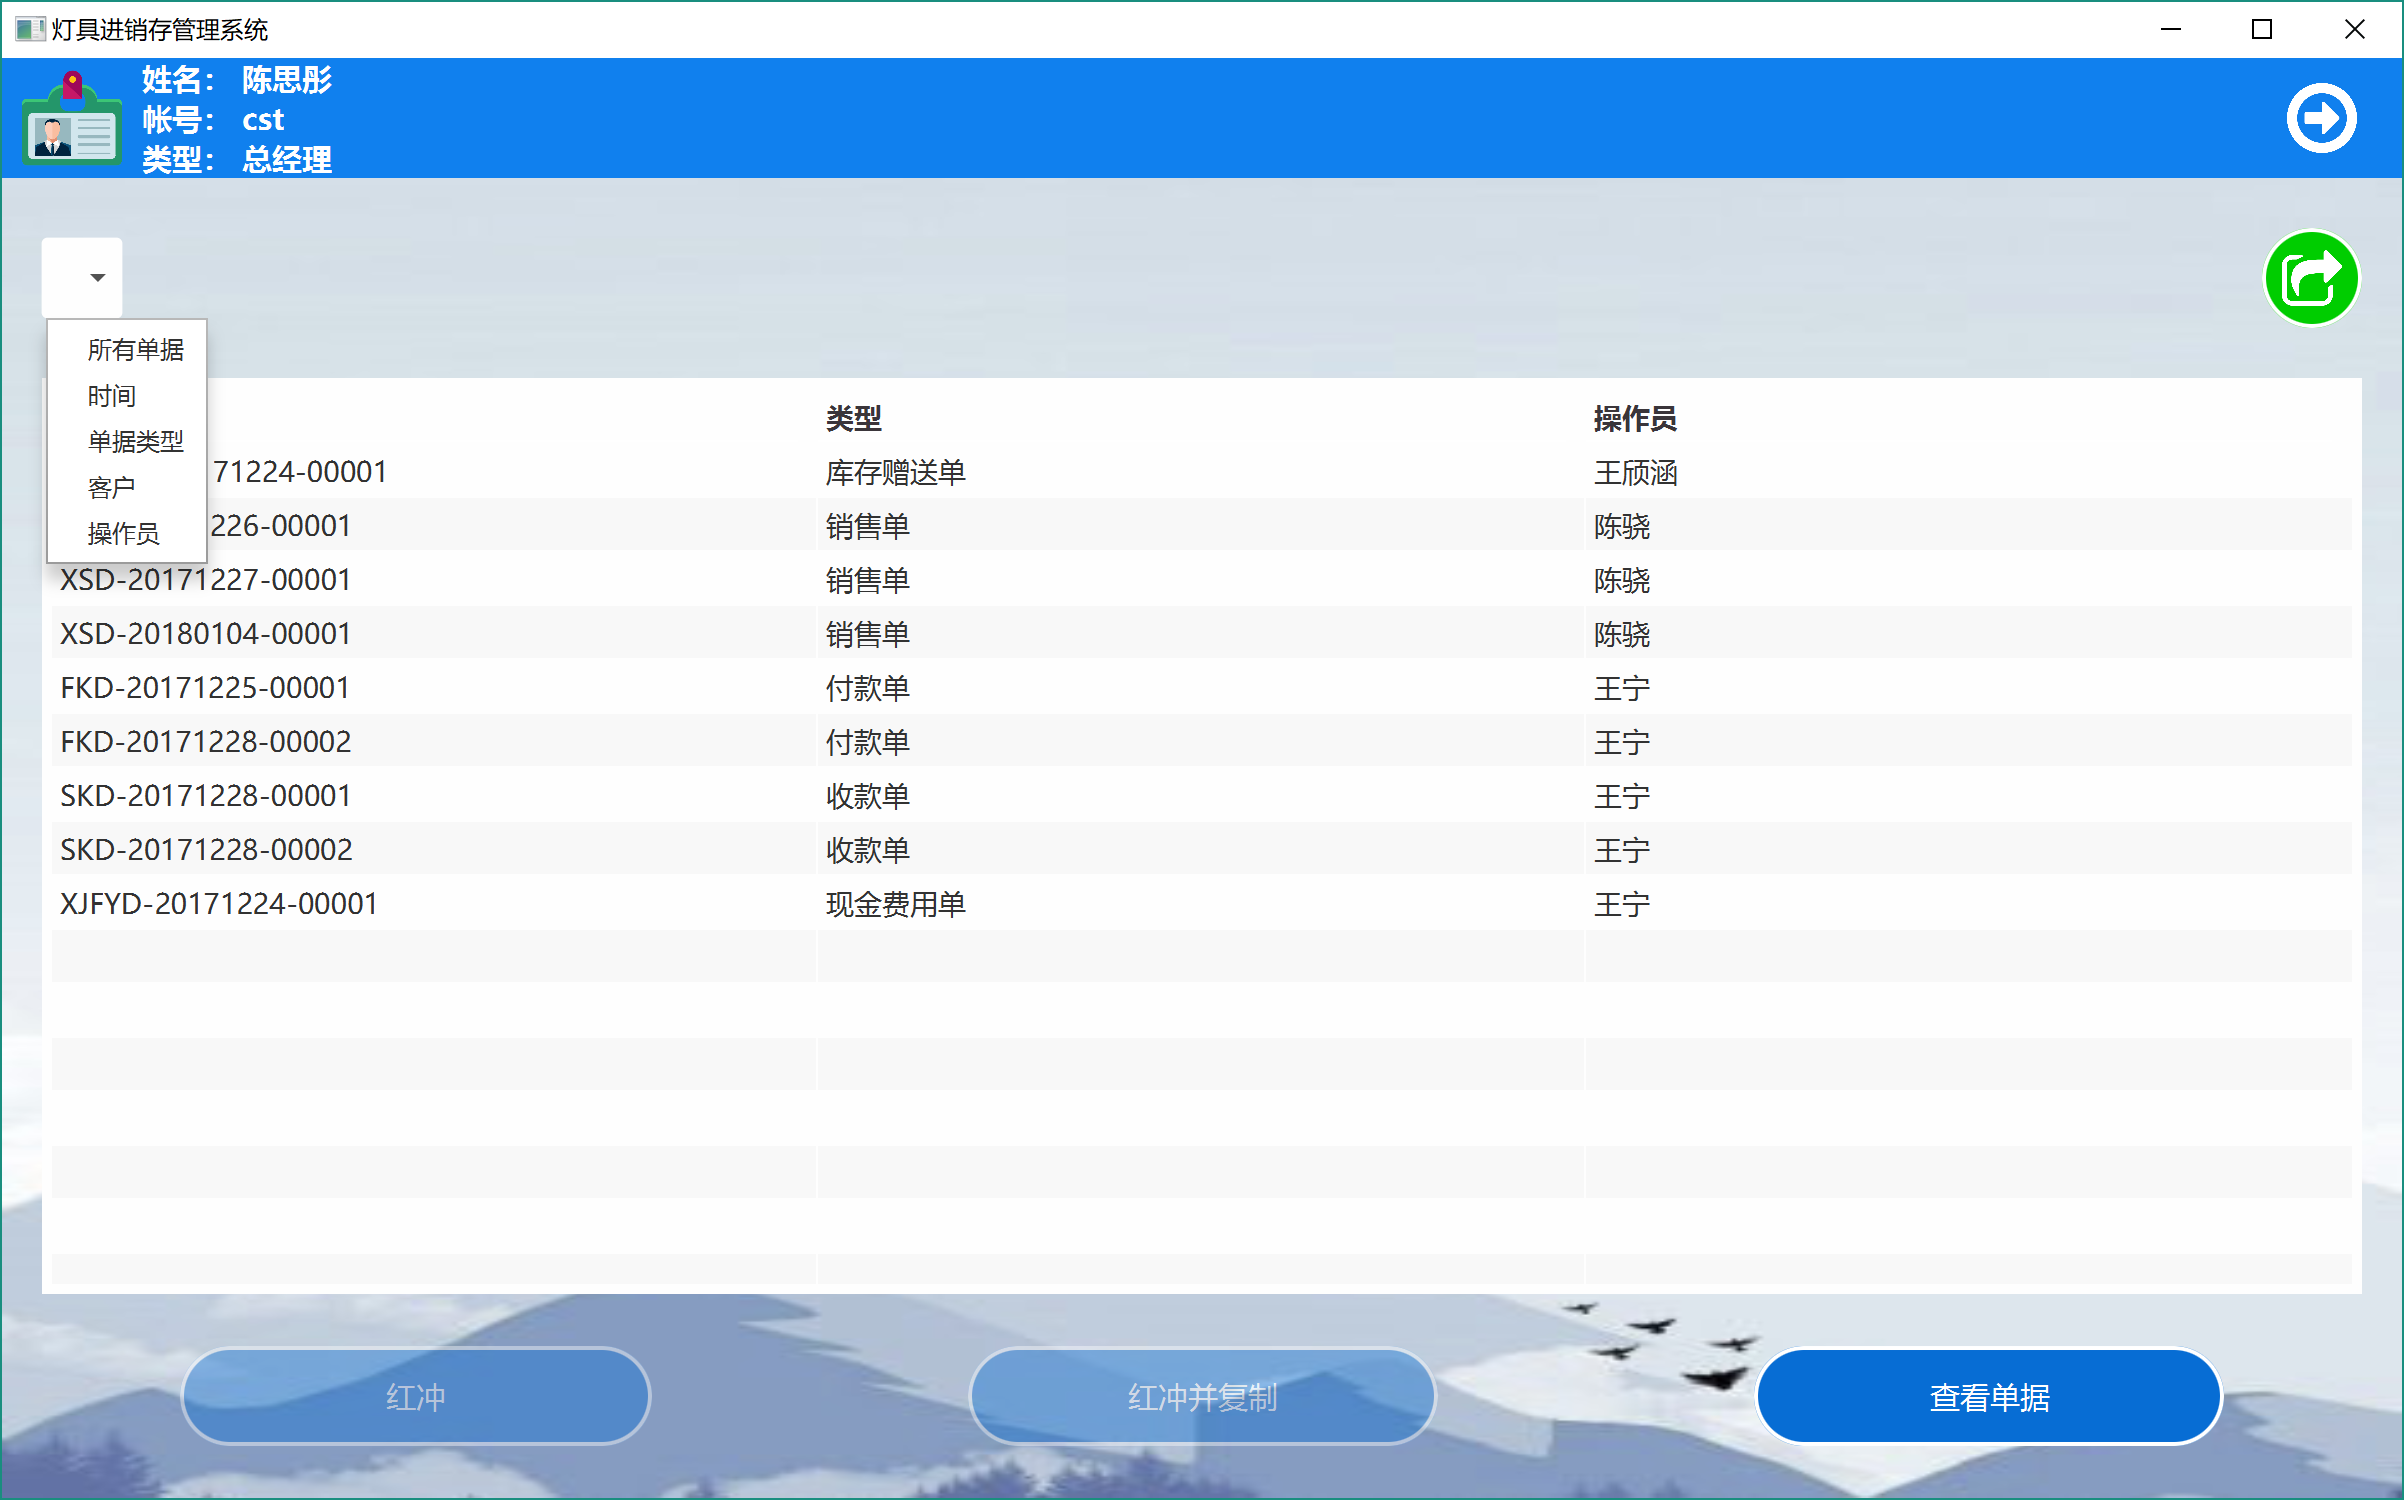 灯具进销存管理系统
姓名： 陈思彤
帐号： cst
类型： 总经理
所有单据
时间
单据类型
客户
操作员
类型 操作员
71224-00001 库存赠送单 王颀涵
226-00001 销售单 陈骁
XSD-20171227-00001 销售单 陈骁
XSD-20180104-00001 销售单 陈骁
FKD-20171225-00001 付款单 王宁
FKD-20171228-00002 付款单 王宁
SKD-20171228-00001 收款单 王宁
SKD-20171228-00002 收款单 王宁
XJFYD-20171224-00001 现金费用单 王宁
红冲 红冲并复制 查看单据